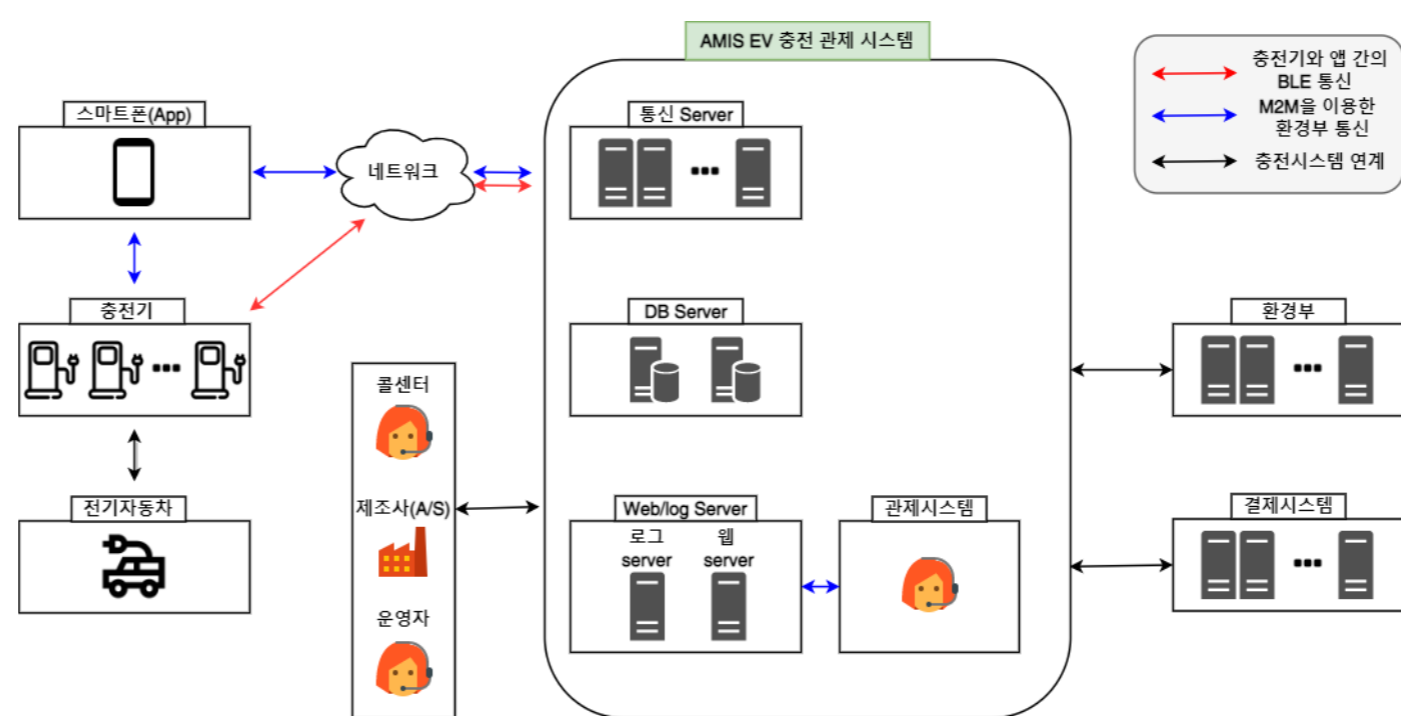 AMIS EV 충전 관제 시스템
충전기와 앱 간의
BLE 통신
M2M을 이용한
환경부 통신
충전시스템 연계
스마트폰(App)
네트워크
통신 Server
충전기
DB Server
환경부
콜센터
제조사(A/S)
운영자
전기자동차
Web/log Server
로그
server
웹
server
관제시스템
결제시스템